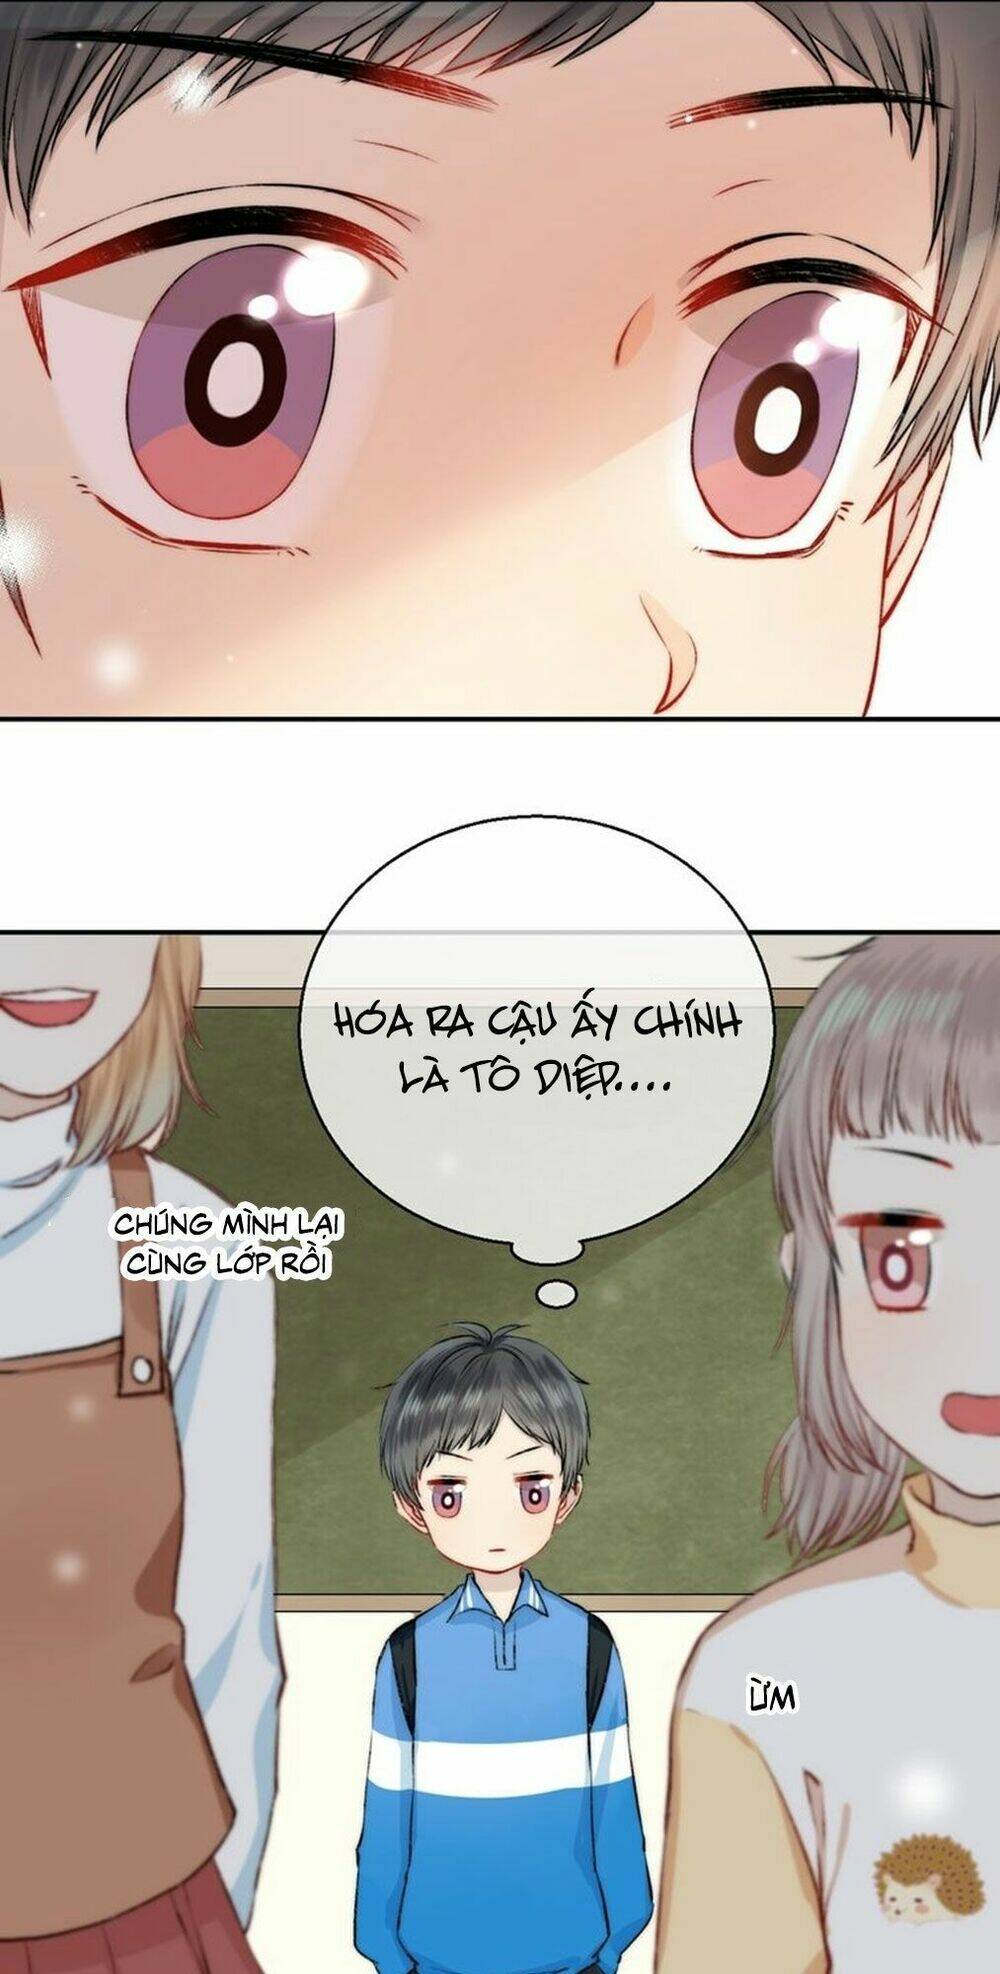 HÓA RA CẬU ẤY CHÍNH
LÀ TÔ DIỆP....
CHÚNG MÌNH LẠI
CÙNG LỚP RỒI
ỪM